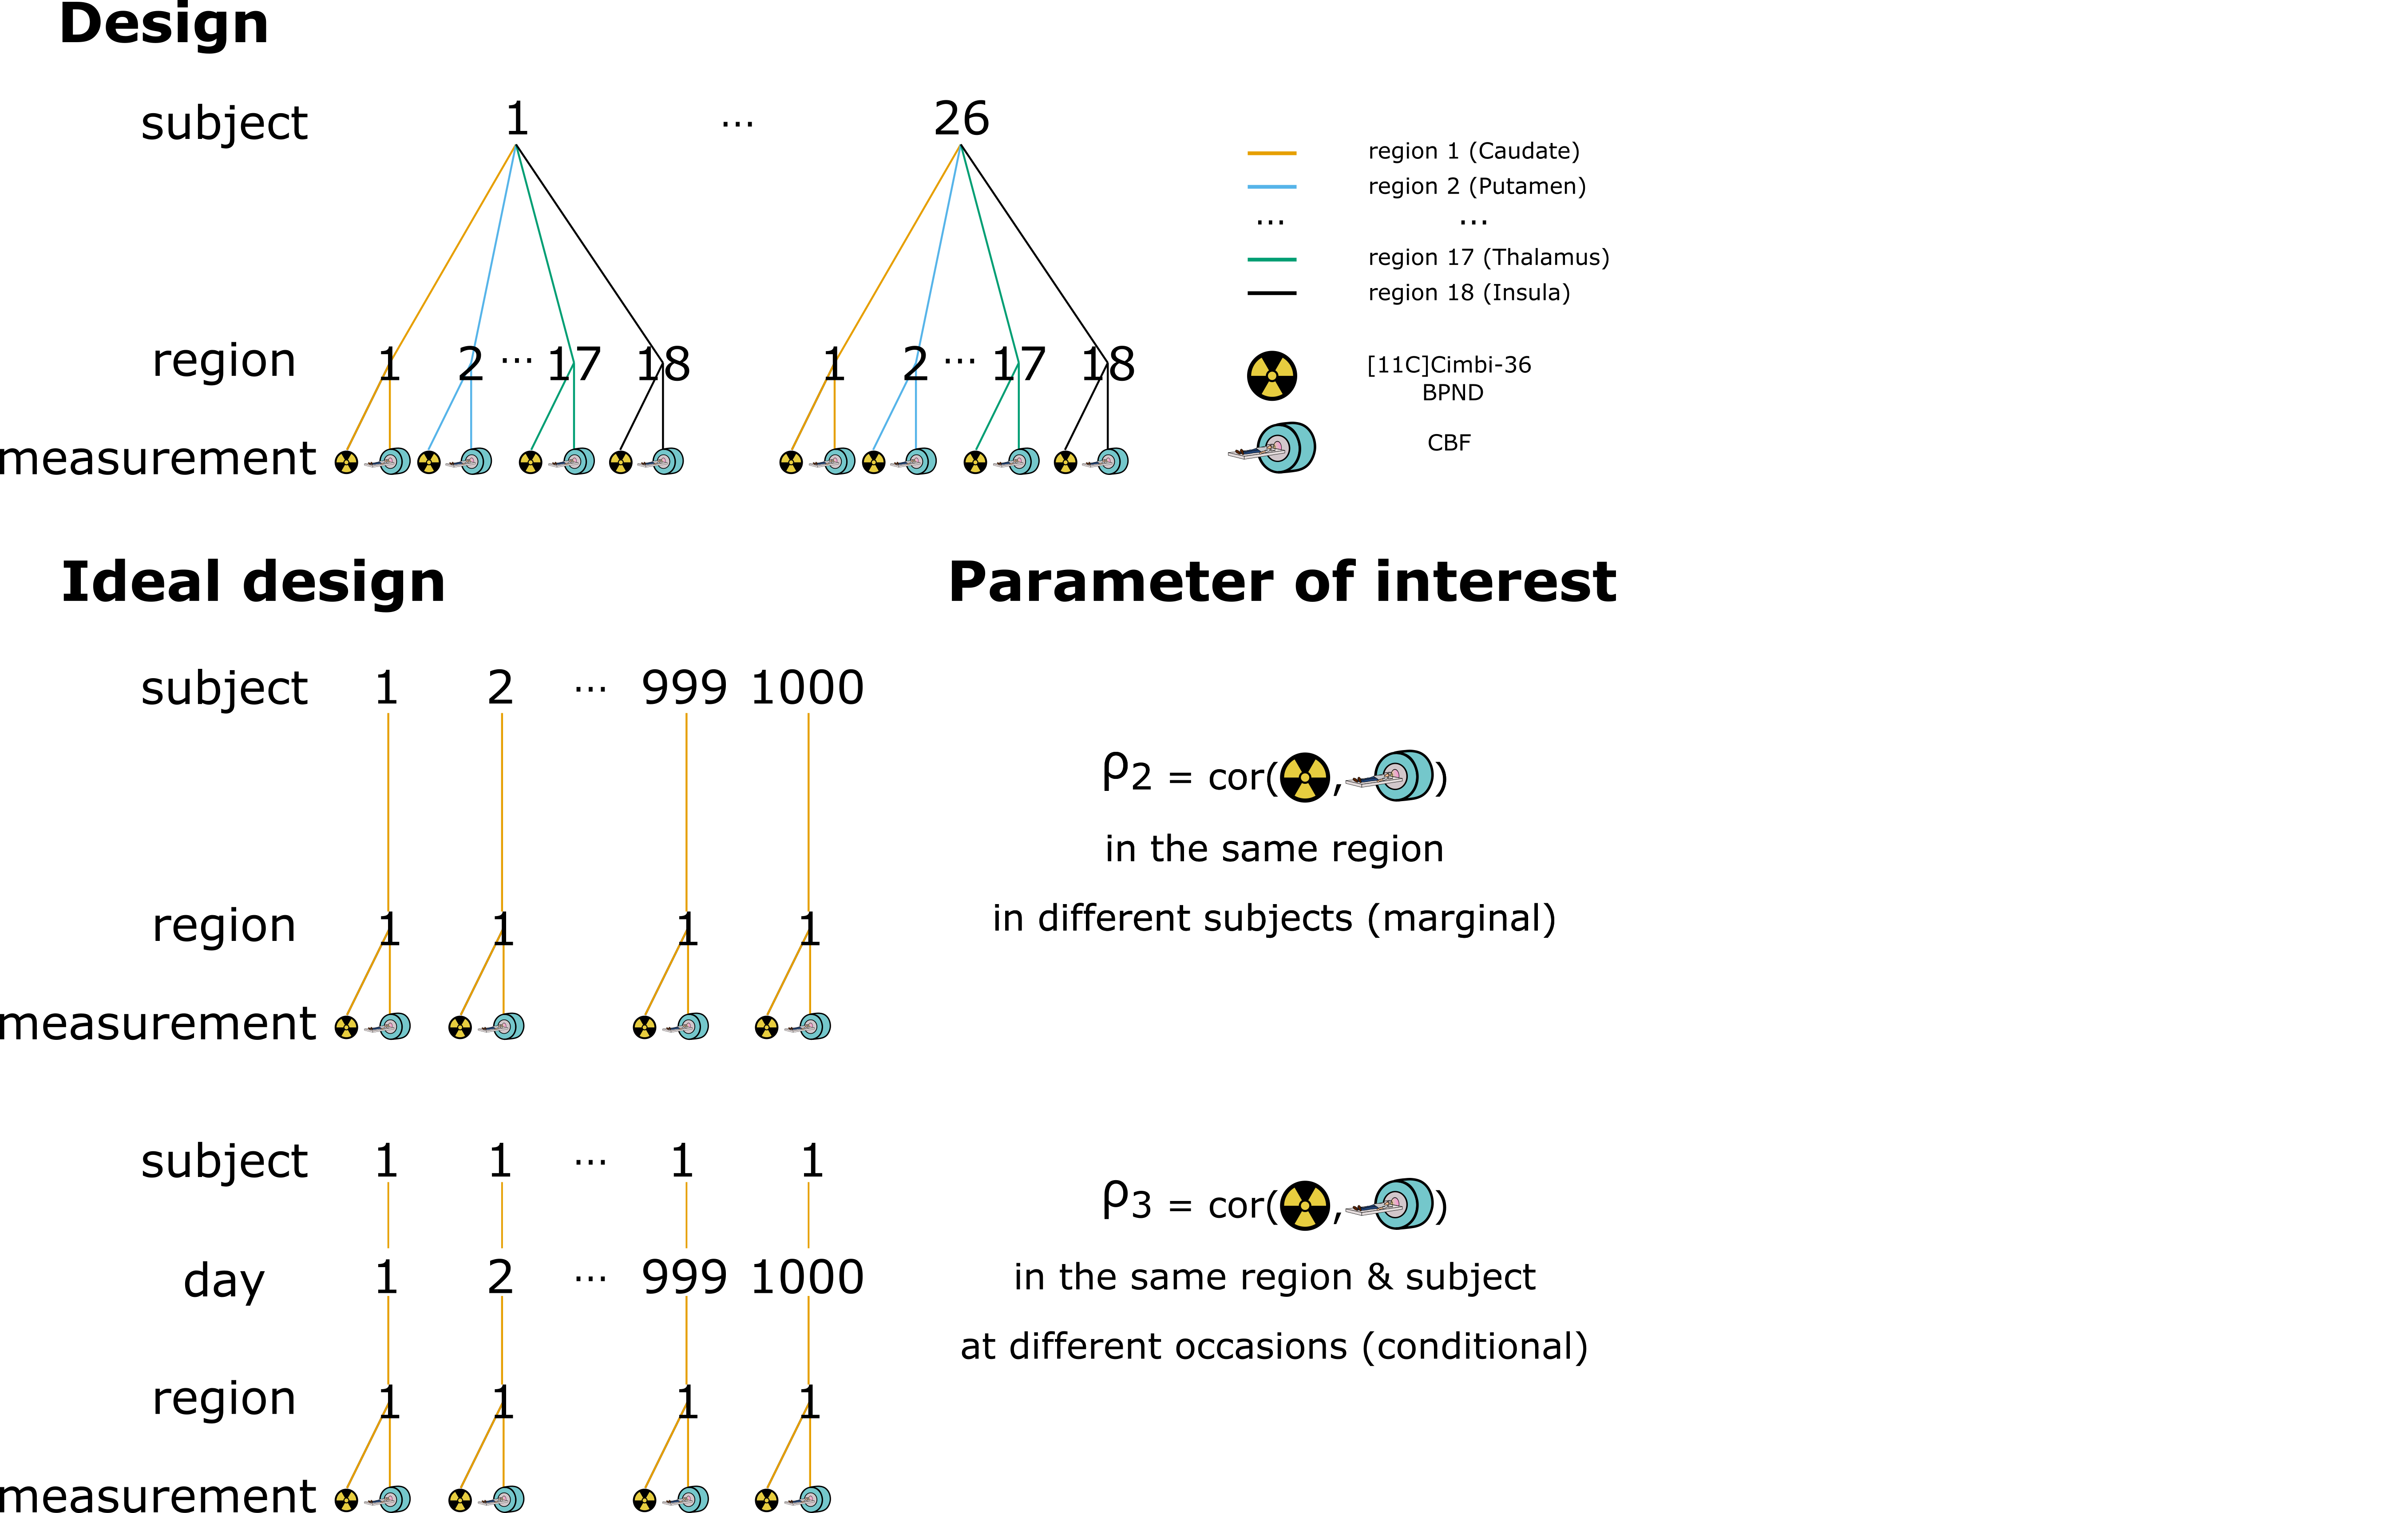 Design
subject 1 ... 26
region 1 (Caudate)
region 2 (Putamen)
... ...
region 17 (Thalamus)
region 18 (Insula)
region 1 2 ... 17 18 1 2 ... 17 18
[11C]Cimbi-36
BPND
measurement
CBF
Ideal design
Parameter of interest
subject 1 2 ... 999 1000
ρ2 = cor( , )
in the same region
in different subjects (marginal)
region 1 1 1 1
measurement
subject 1 1 ... 1 1
ρ3 = cor( , )
day 1 2 ... 999 1000
in the same region & subject
at different occasions (conditional)
region 1 1 1 1
measurement